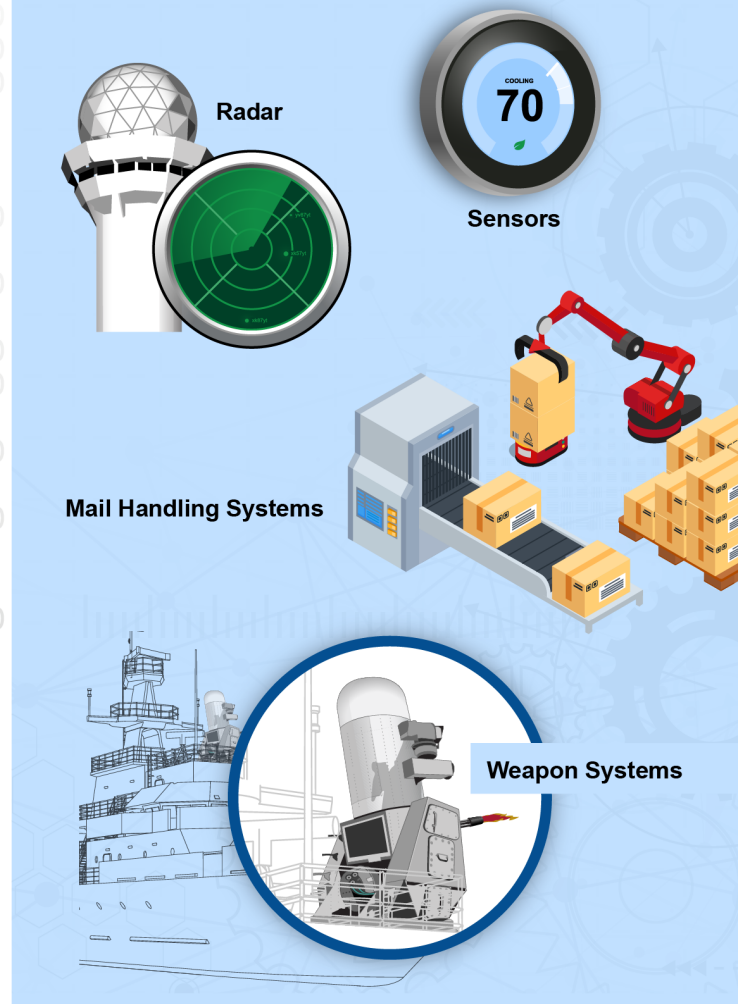 COOLING
70
Radar
Sensors
Mail Handling Systems
Weapon Systems